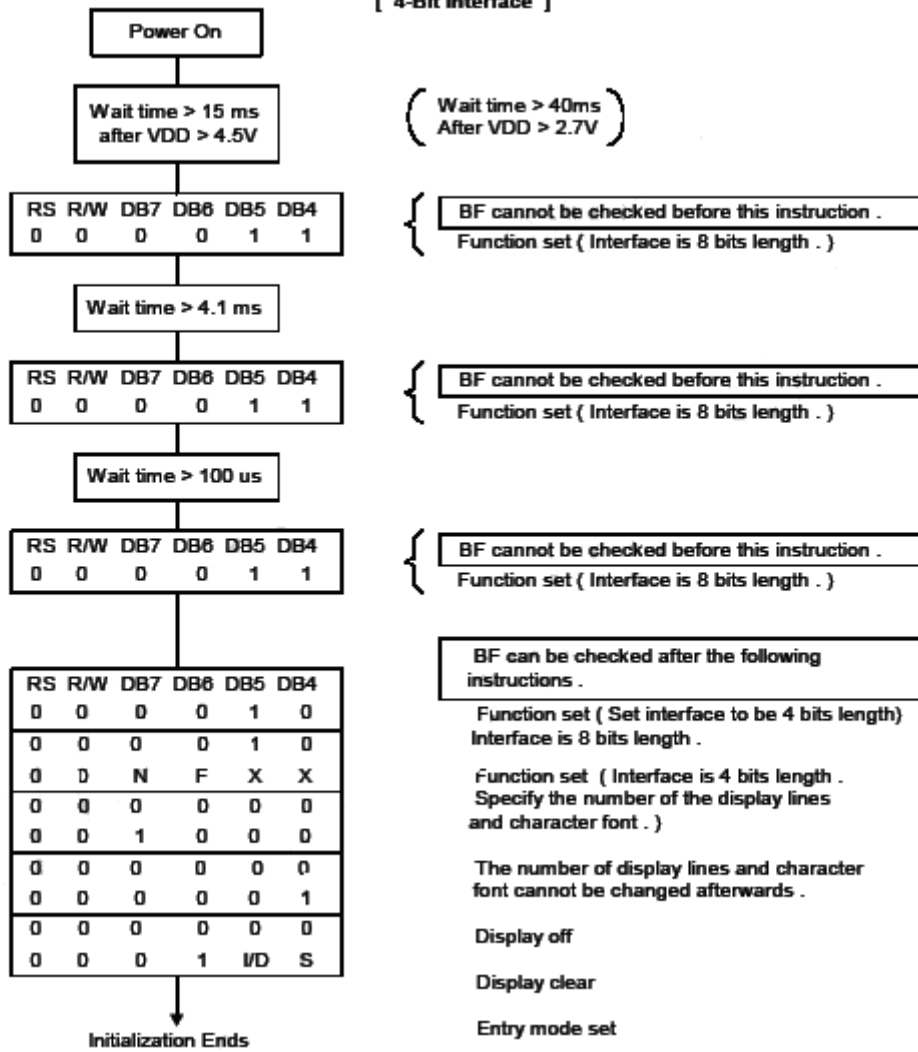 [ 4-Bit Interface ]
Power On
Wait time > 15 ms
after VDD > 4.5V
Wait time > 40ms
After VDD > 2.7V
RS R/W DB7 DB6 DB5 DB4
0 0 0 0 1 1
BF cannot be checked before this instruction .
Function set ( Interface is 8 bits length . )
Wait time > 4.1 ms
RS R/W DB7 DB6 DB5 DB4
0 0 0 0 1 1
BF cannot be checked before this instruction .
Function set ( Interface is 8 bits length . )
Wait time > 100 us
RS R/W DB7 DB6 DB5 DB4
0 0 0 0 1 1
BF cannot be checked before this instruction .
Function set ( Interface is 8 bits length . )
RS R/W DB7 DB6 DB5 DB4
0 0 0 0 1 0
0 0 0 0 1 0
0 0 N F X X
0 0 0 0 0 0
0 0 1 0 0 0
0 0 0 0 0 0
0 0 0 0 0 1
0 0 0 0 0 0
0 0 0 1 I/D S
BF can be checked after the following
instructions .
Function set ( Set interface to be 4 bits length)
Interface is 8 bits length .
Function set ( Interface is 4 bits length .
Specify the number of the display lines
and character font . )
The number of display lines and character
font cannot be changed afterwards .
Display off
Display clear
Entry mode set
Initialization Ends